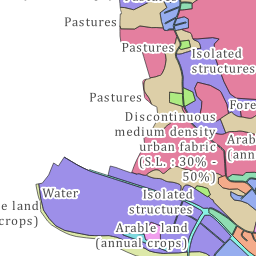 Pastures
Pastures
Pastures
Isolated
structures
Pastures
Discontinuous
medium density
urban fabric
(S.L. : 30% -
50%)
Fore
Arab
(ann
Water
Isolated
structures
e land
crops)
Arable land
(annual crops)